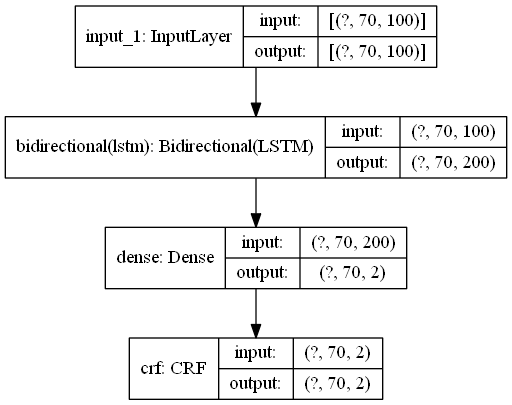 input_1: InputLayer
input: [(?, 70, 100)]
output: [(?, 70, 100)]
bidirectional(lstm): Bidirectional(LSTM)
input: (?, 70, 100)
output: (?, 70, 200)
dense: Dense
input: (?, 70, 200)
output: (?, 70, 2)
crf: CRF
input: (?, 70, 2)
output: (?, 70, 2)